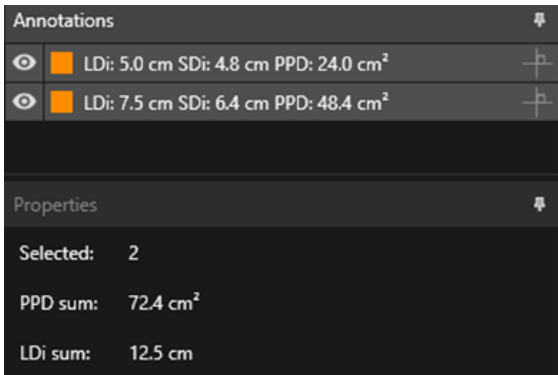 Annotations
LDi: 5.0 cm SDi: 4.8 cm PPD: 24.0 cm²
LDi: 7.5 cm SDi: 6.4 cm PPD: 48.4 cm²
Properties
Selected: 2
PPD sum: 72.4 cm²
LDi sum: 12.5 cm